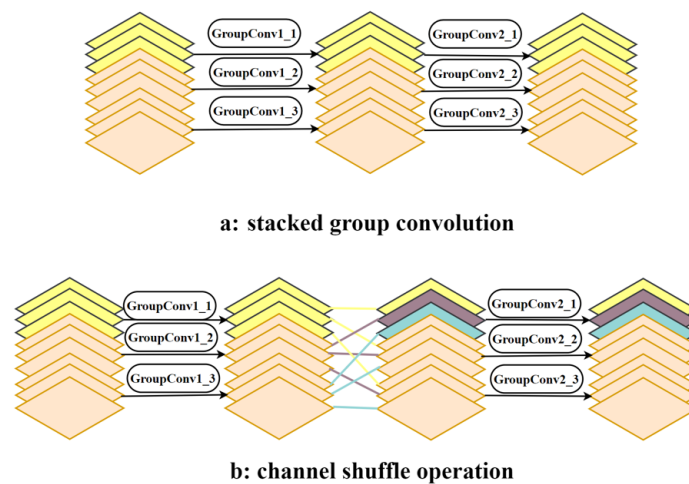 GroupConv1_1 GroupConv2_1
GroupConv1_2 GroupConv2_2
GroupConv1_3 GroupConv2_3
a: stacked group convolution
GroupConv1_1 GroupConv2_1
GroupConv1_2 GroupConv2_2
GroupConv1_3 GroupConv2_3
b: channel shuffle operation